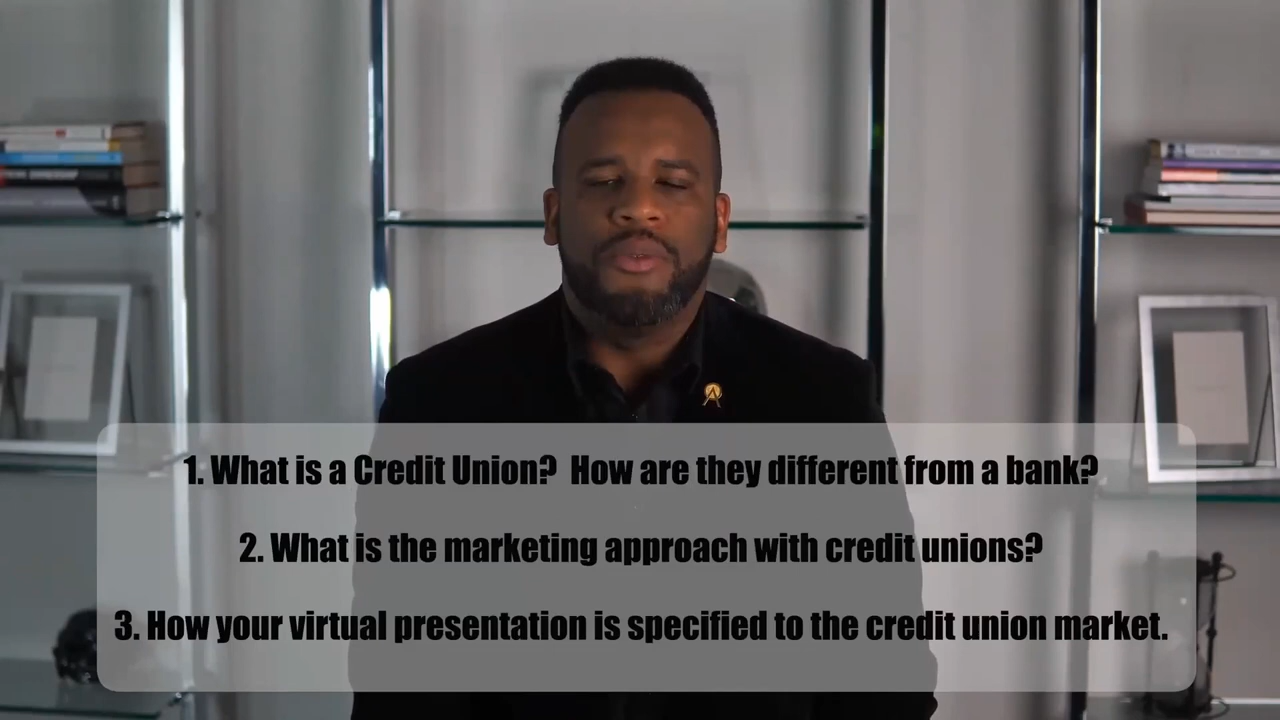 1. What is a Credit Union?  How are they different from a bank?
2. What is the marketing approach with credit unions?
3. How your virtual presentation is specified to the credit union market.